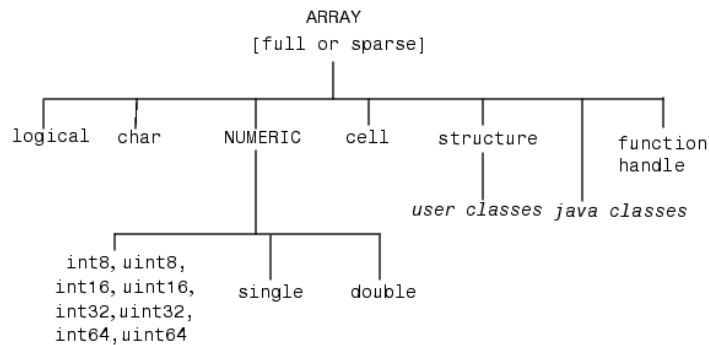 ARRAY
[full or sparse]
logical char NUMERIC cell structure function
handle
user classes java classes
int8, uint8,
int16, uint16,
int32, uint32,
int64, uint64
single double